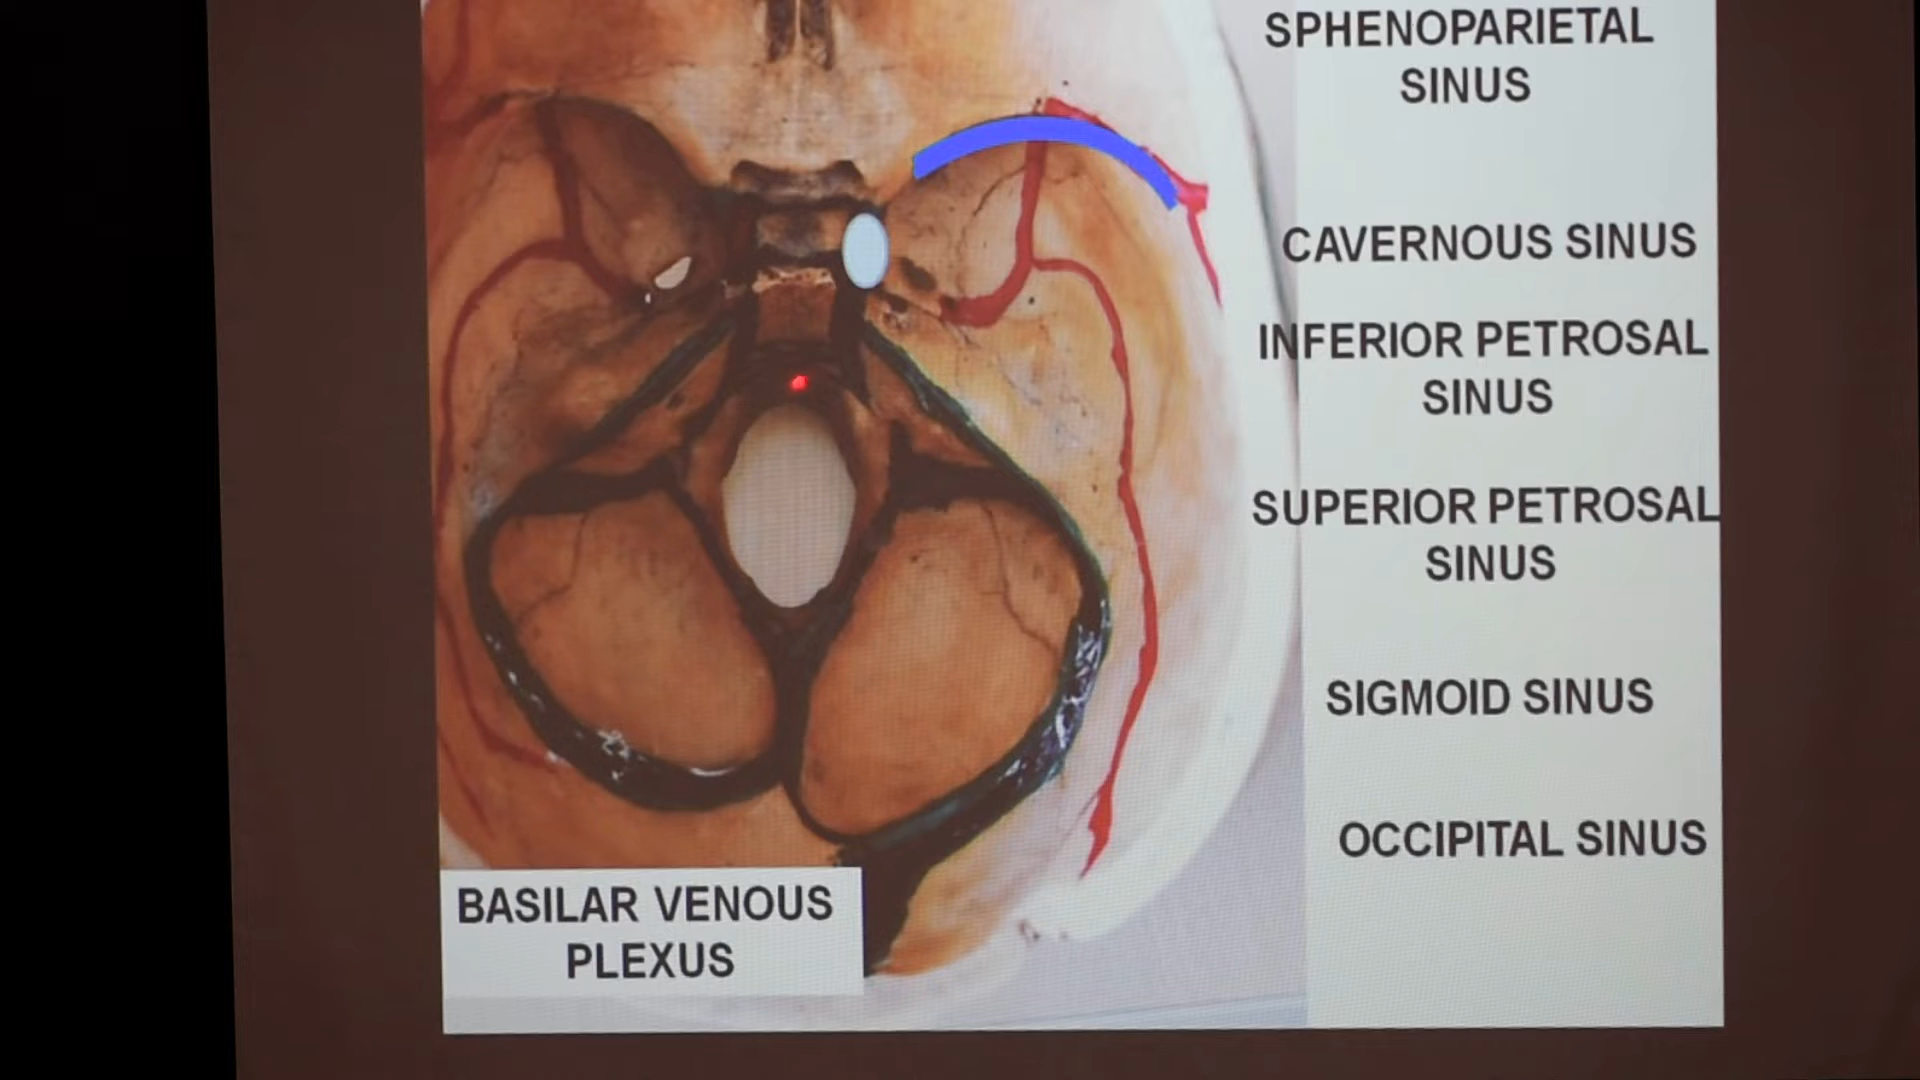 SPHENOPARIETAL
SINUS
CAVERNOUS SINUS
INFERIOR PETROSAL
SINUS
SUPERIOR PETROSAL
SINUS
SIGMOID SINUS
OCCIPITAL SINUS
BASILAR VENOUS
PLEXUS